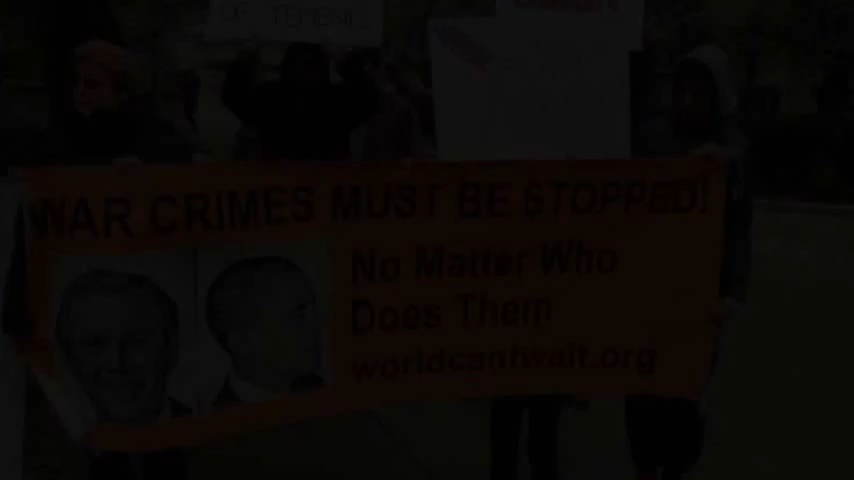 WAR CRIMES MUST BE STOPPED!
No Matter Who
Does Them
worldcantwait.org